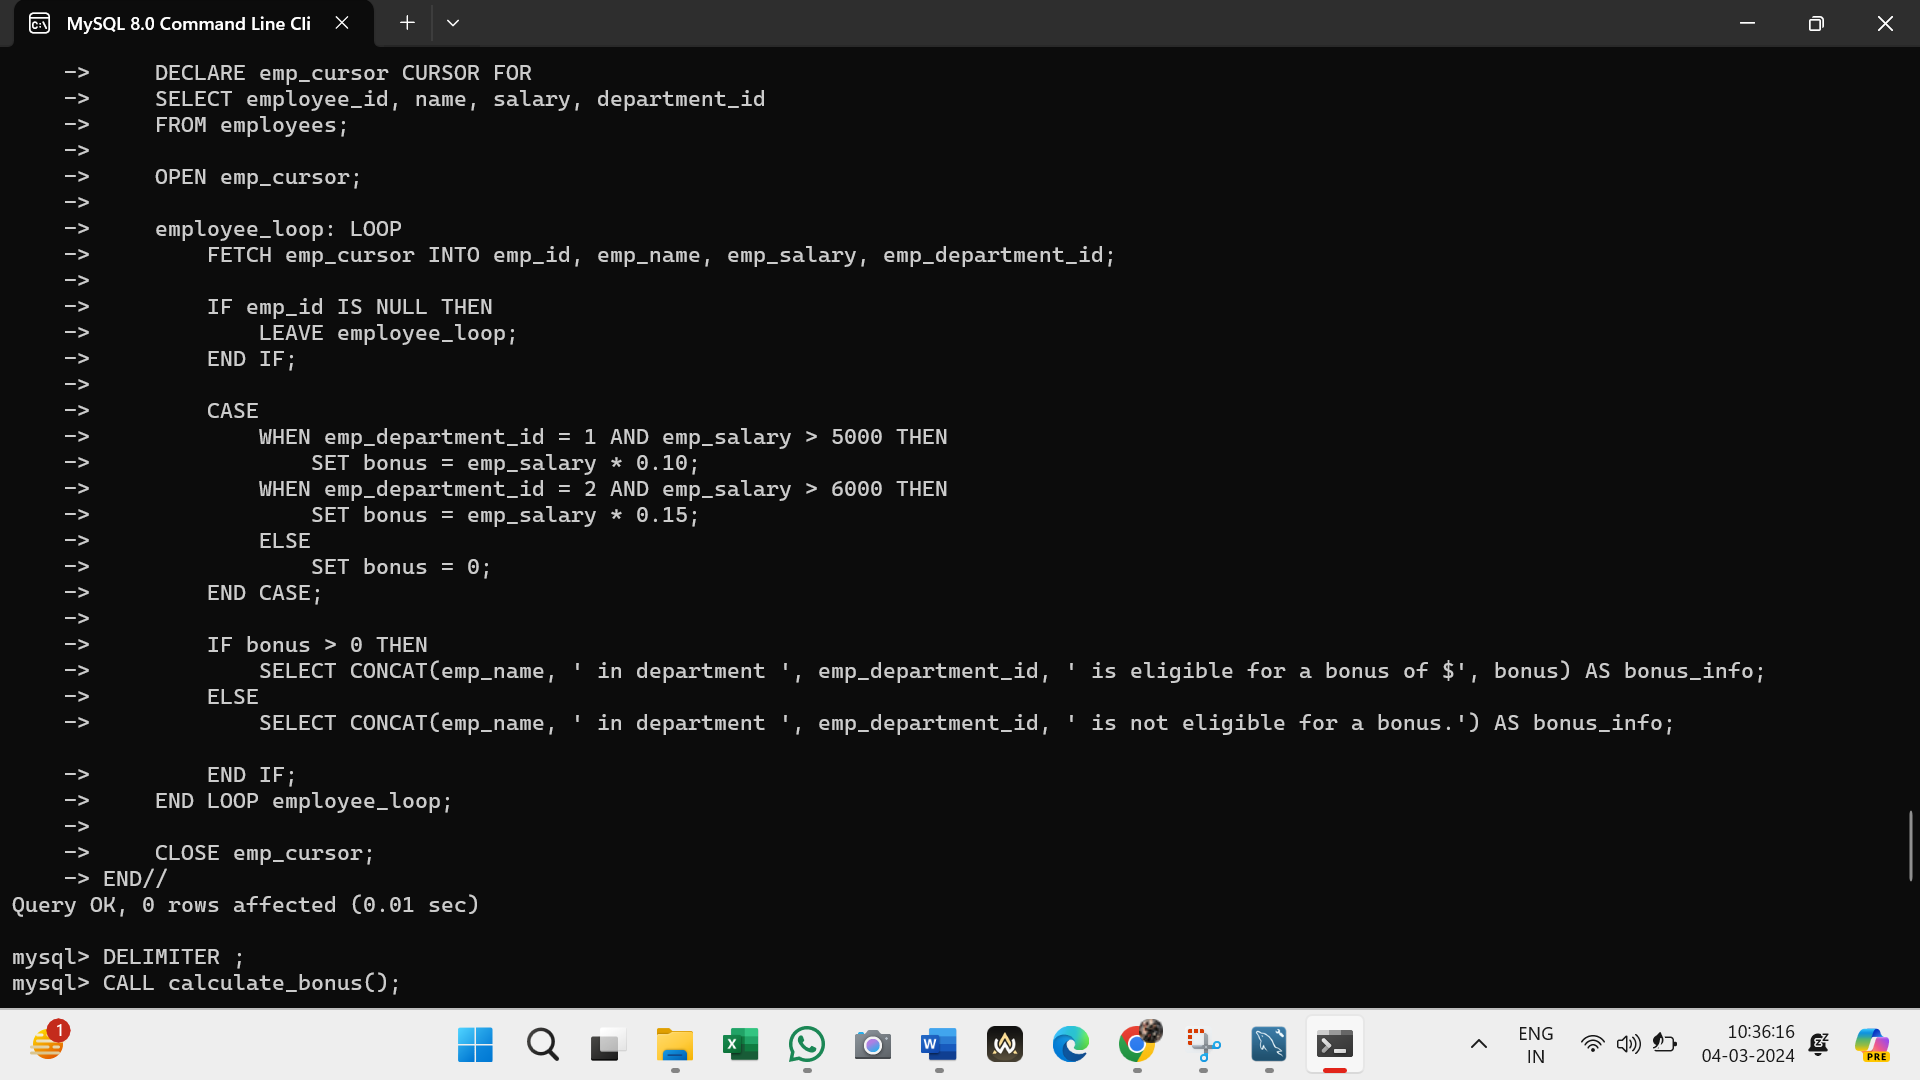 MySQL 8.0 Command Line Cli
->     DECLARE emp_cursor CURSOR FOR
->     SELECT employee_id, name, salary, department_id
->     FROM employees;
->
->     OPEN emp_cursor;
->
->     employee_loop: LOOP
->         FETCH emp_cursor INTO emp_id, emp_name, emp_salary, emp_department_id;
->
->         IF emp_id IS NULL THEN
->             LEAVE employee_loop;
->         END IF;
->
->         CASE
->             WHEN emp_department_id = 1 AND emp_salary > 5000 THEN
->                 SET bonus = emp_salary * 0.10;
->             WHEN emp_department_id = 2 AND emp_salary > 6000 THEN
->                 SET bonus = emp_salary * 0.15;
->             ELSE
->                 SET bonus = 0;
->         END CASE;
->
->         IF bonus > 0 THEN
->             SELECT CONCAT(emp_name, ' in department ', emp_department_id, ' is eligible for a bonus of $', bonus) AS bonus_info;
->         ELSE
->             SELECT CONCAT(emp_name, ' in department ', emp_department_id, ' is not eligible for a bonus.') AS bonus_info;
->         END IF;
->     END LOOP employee_loop;
->
->     CLOSE emp_cursor;
-> END//
Query OK, 0 rows affected (0.01 sec)
mysql> DELIMITER ;
mysql> CALL calculate_bonus();
1
ENG
IN
10:36:16
04-03-2024
PRE